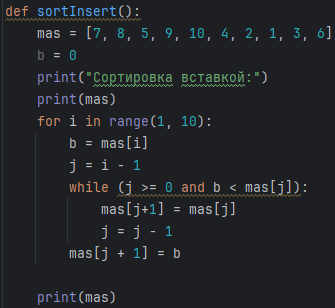 def sortInsert():
    mas = [7, 8, 5, 9, 10, 4, 2, 1, 3, 6]
    b = 0
    print("Сортировка вставкой:")
    print(mas)
    for i in range(1, 10):
        b = mas[i]
        j = i - 1
        while (j >= 0 and b < mas[j]):
            mas[j+1] = mas[j]
            j = j - 1
        mas[j + 1] = b
    print(mas)